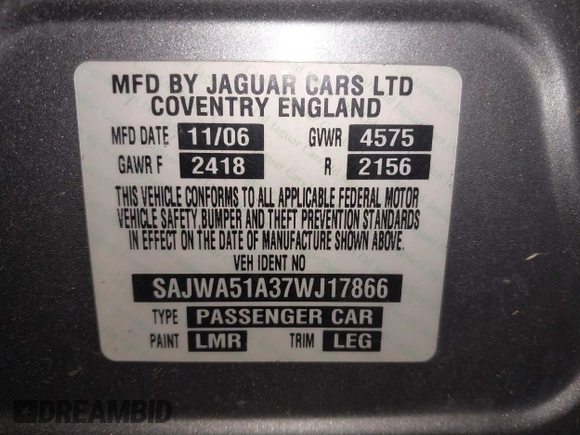 MFD BY JAGUAR CARS LTD
COVENTRY ENGLAND
MFD DATE 11/06 GVWR 4575
GAWR F 2418 R 2156
THIS VEHICLE CONFORMS TO ALL APPLICABLE FEDERAL MOTOR
VEHICLE SAFETY BUMPER AND THEFT PREVENTION STANDARDS
IN EFFECT ON THE DATE OF MANUFACTURE SHOWN ABOVE.
VEH IDENT NO
SAJWA51A37WJ17866
TYPE PASSENGER CAR
PAINT LMR TRIM LEG
DREAMBID